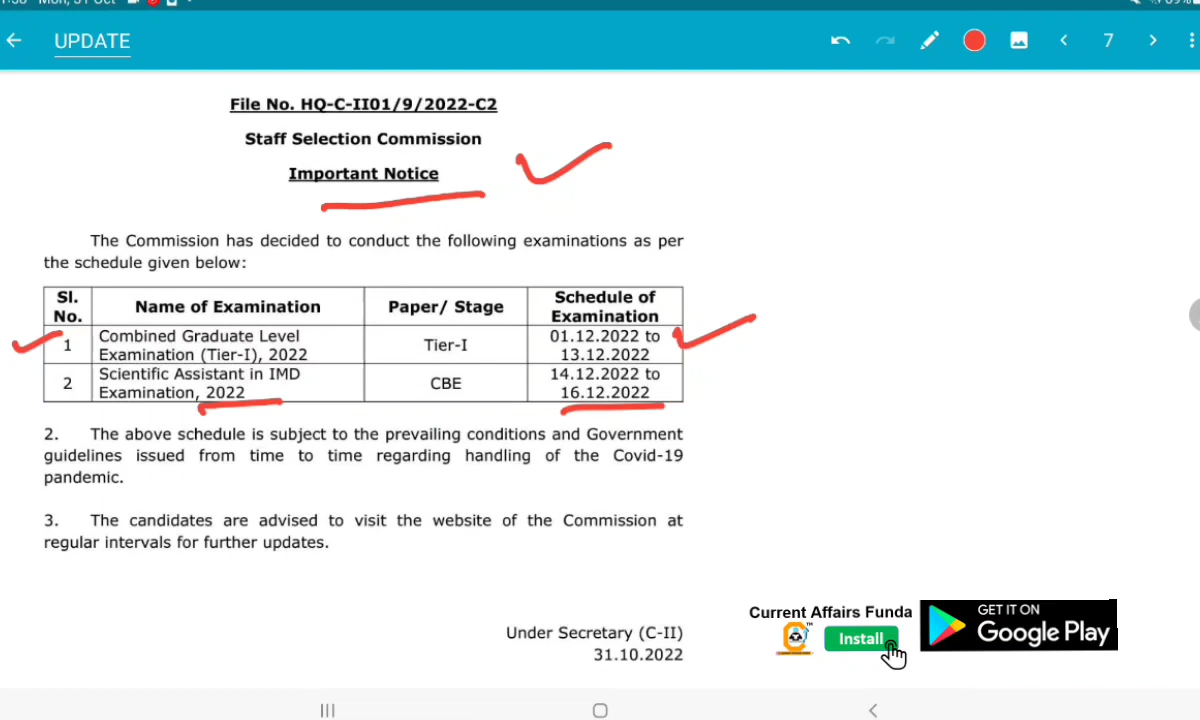 UPDATE
7
File No. HQ-C-II01/9/2022-C2
Staff Selection Commission
Important Notice
The Commission has decided to conduct the following examinations as per
the schedule given below:
Sl. No. Name of Examination Paper/ Stage Schedule of Examination
1 Combined Graduate Level Examination (Tier-I), 2022 Tier-I 01.12.2022 to 13.12.2022
2 Scientific Assistant in IMD Examination, 2022 CBE 14.12.2022 to 16.12.2022
2. The above schedule is subject to the prevailing conditions and Government
guidelines issued from time to time regarding handling of the Covid-19
pandemic.
3. The candidates are advised to visit the website of the Commission at
regular intervals for further updates.
Under Secretary (C-II)
31.10.2022
Current Affairs Funda
Install
GET IT ON
Google Play